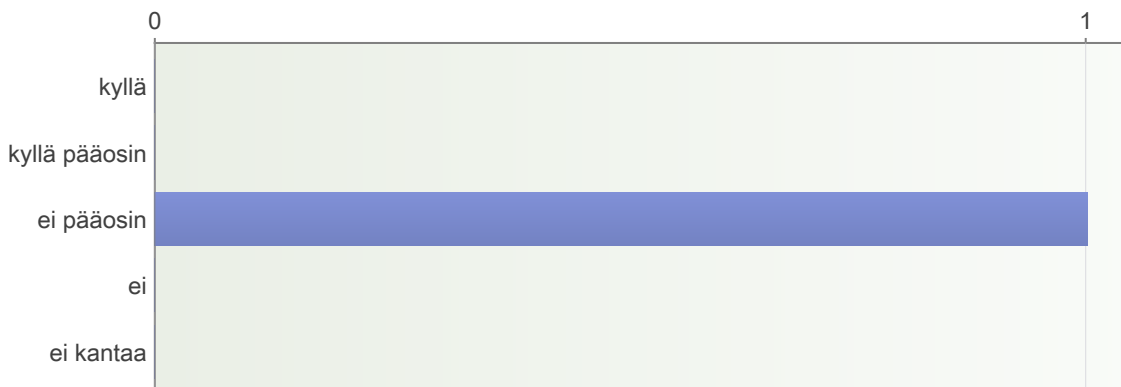 0 1
kyllä
kyllä pääosin
ei pääosin
ei
ei kantaa